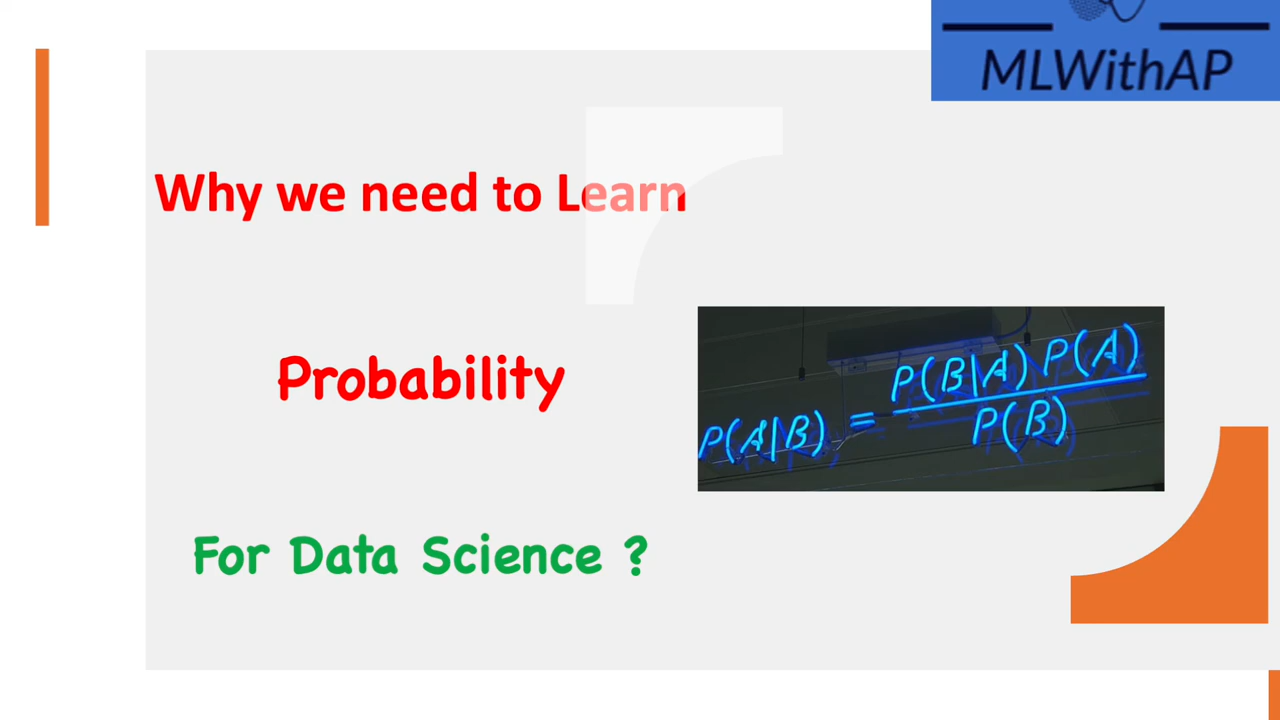 MLWithAP
Why we need to Learn
Probability
P(A|B) = P(B|A) P(A)
P(B)
For Data Science ?